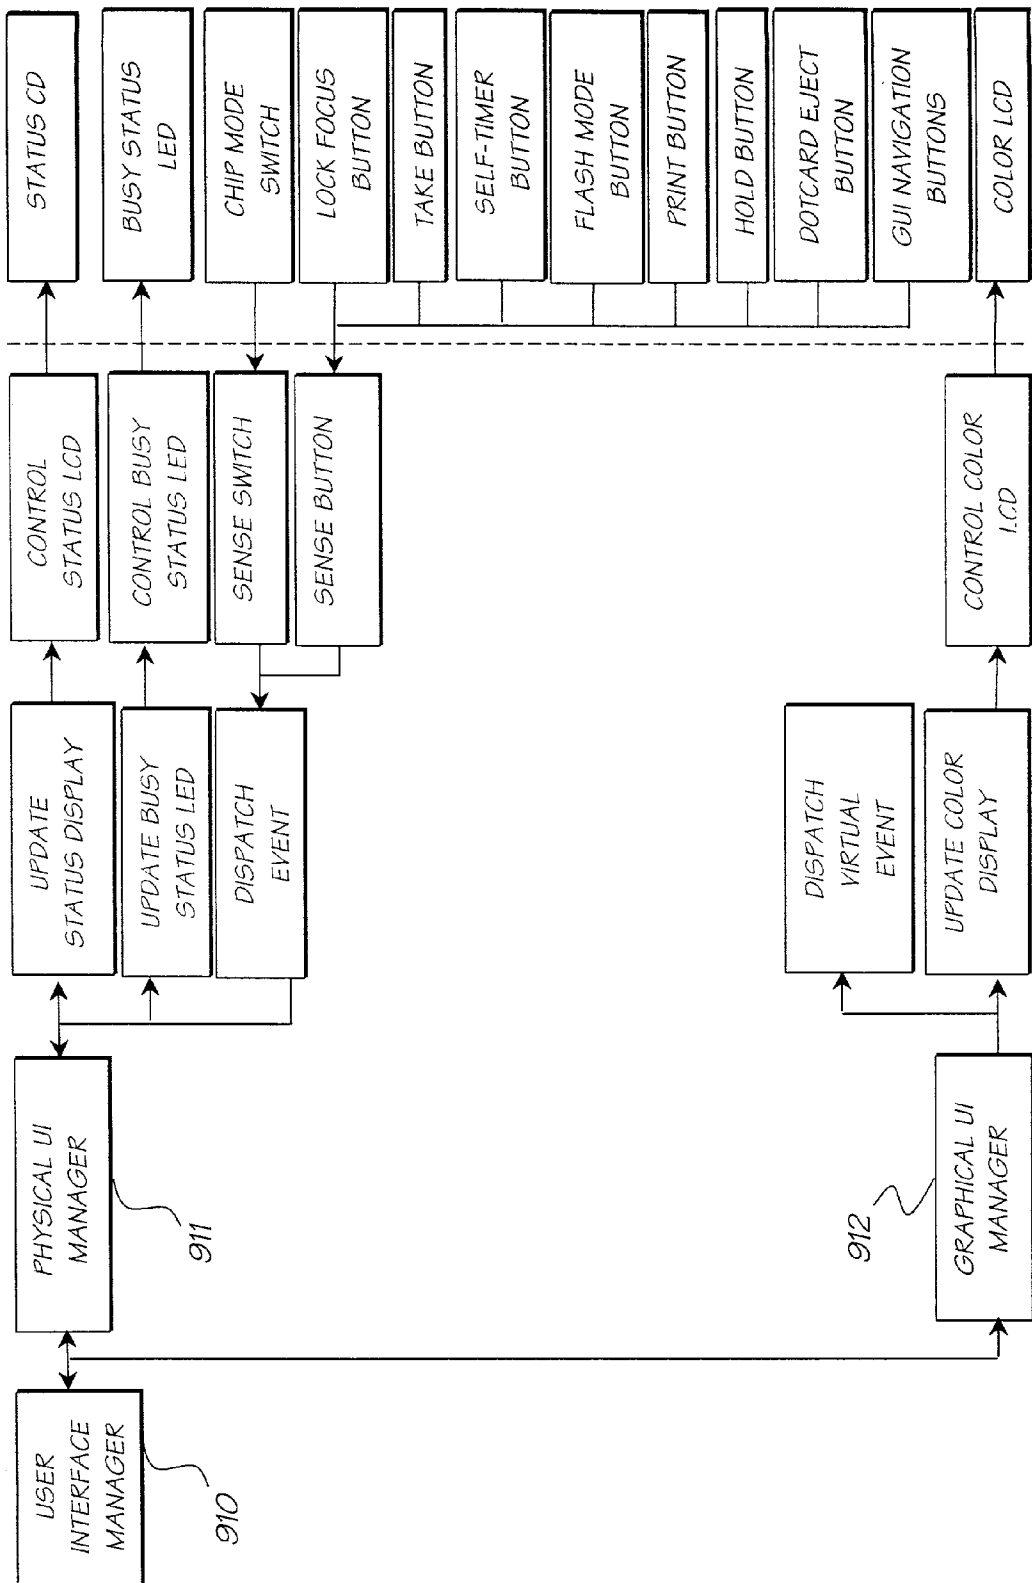 USER
INTERFACE
MANAGER
910
PHYSICAL UI
MANAGER
911
GRAPHICAL UI
MANAGER
912
UPDATE
STATUS DISPLAY
UPDATE BUSY
STATUS LED
DISPATCH
EVENT
DISPATCH
VIRTUAL
EVENT
UPDATE COLOR
DISPLAY
CONTROL
STATUS LCD
CONTROL BUSY
STATUS LED
SENSE SWITCH
SENSE BUTTON
CONTROL COLOR
LCD
STATUS CD
BUSY STATUS
LED
CHIP MODE
SWITCH
LOCK FOCUS
BUTTON
TAKE BUTTON
SELF-TIMER
BUTTON
FLASH MODE
BUTTON
PRINT BUTTON
HOLD BUTTON
DOTCARD EJECT
BUTTON
GUI NAVIGATION
BUTTONS
COLOR LCD